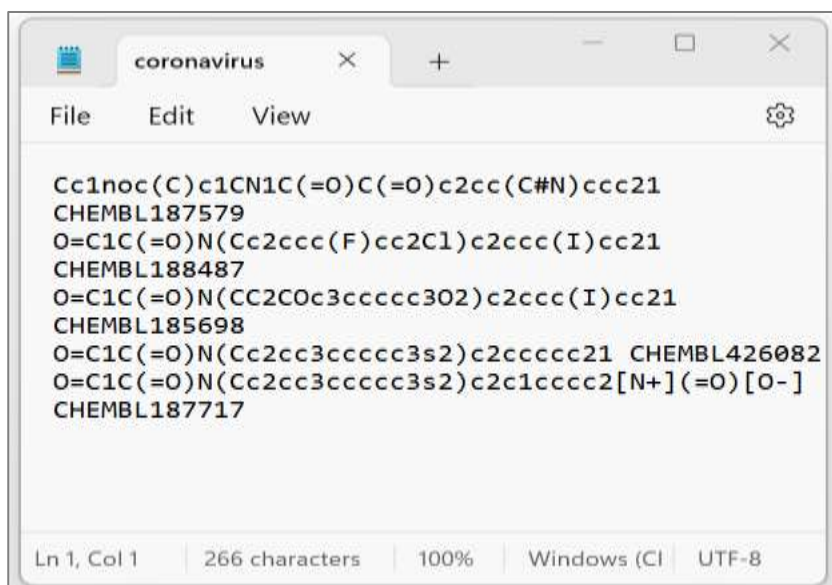 coronavirus
File Edit View
Cc1noc(C)c1CN1C(=O)C(=O)c2cc(C#N)ccc21
CHEMBL187579
O=C1C(=O)N(Cc2ccc(F)cc2Cl)c2ccc(I)cc21
CHEMBL188487
O=C1C(=O)N(CC2COc3ccccc3O2)c2ccc(I)cc21
CHEMBL185698
O=C1C(=O)N(Cc2cc3ccccc3s2)c2ccccc21 CHEMBL426082
O=C1C(=O)N(Cc2cc3ccccc3s2)c2c1cccc2[N+](=O)[O-]
CHEMBL187717
Ln 1, Col 1 266 characters 100% Windows (Cl UTF-8